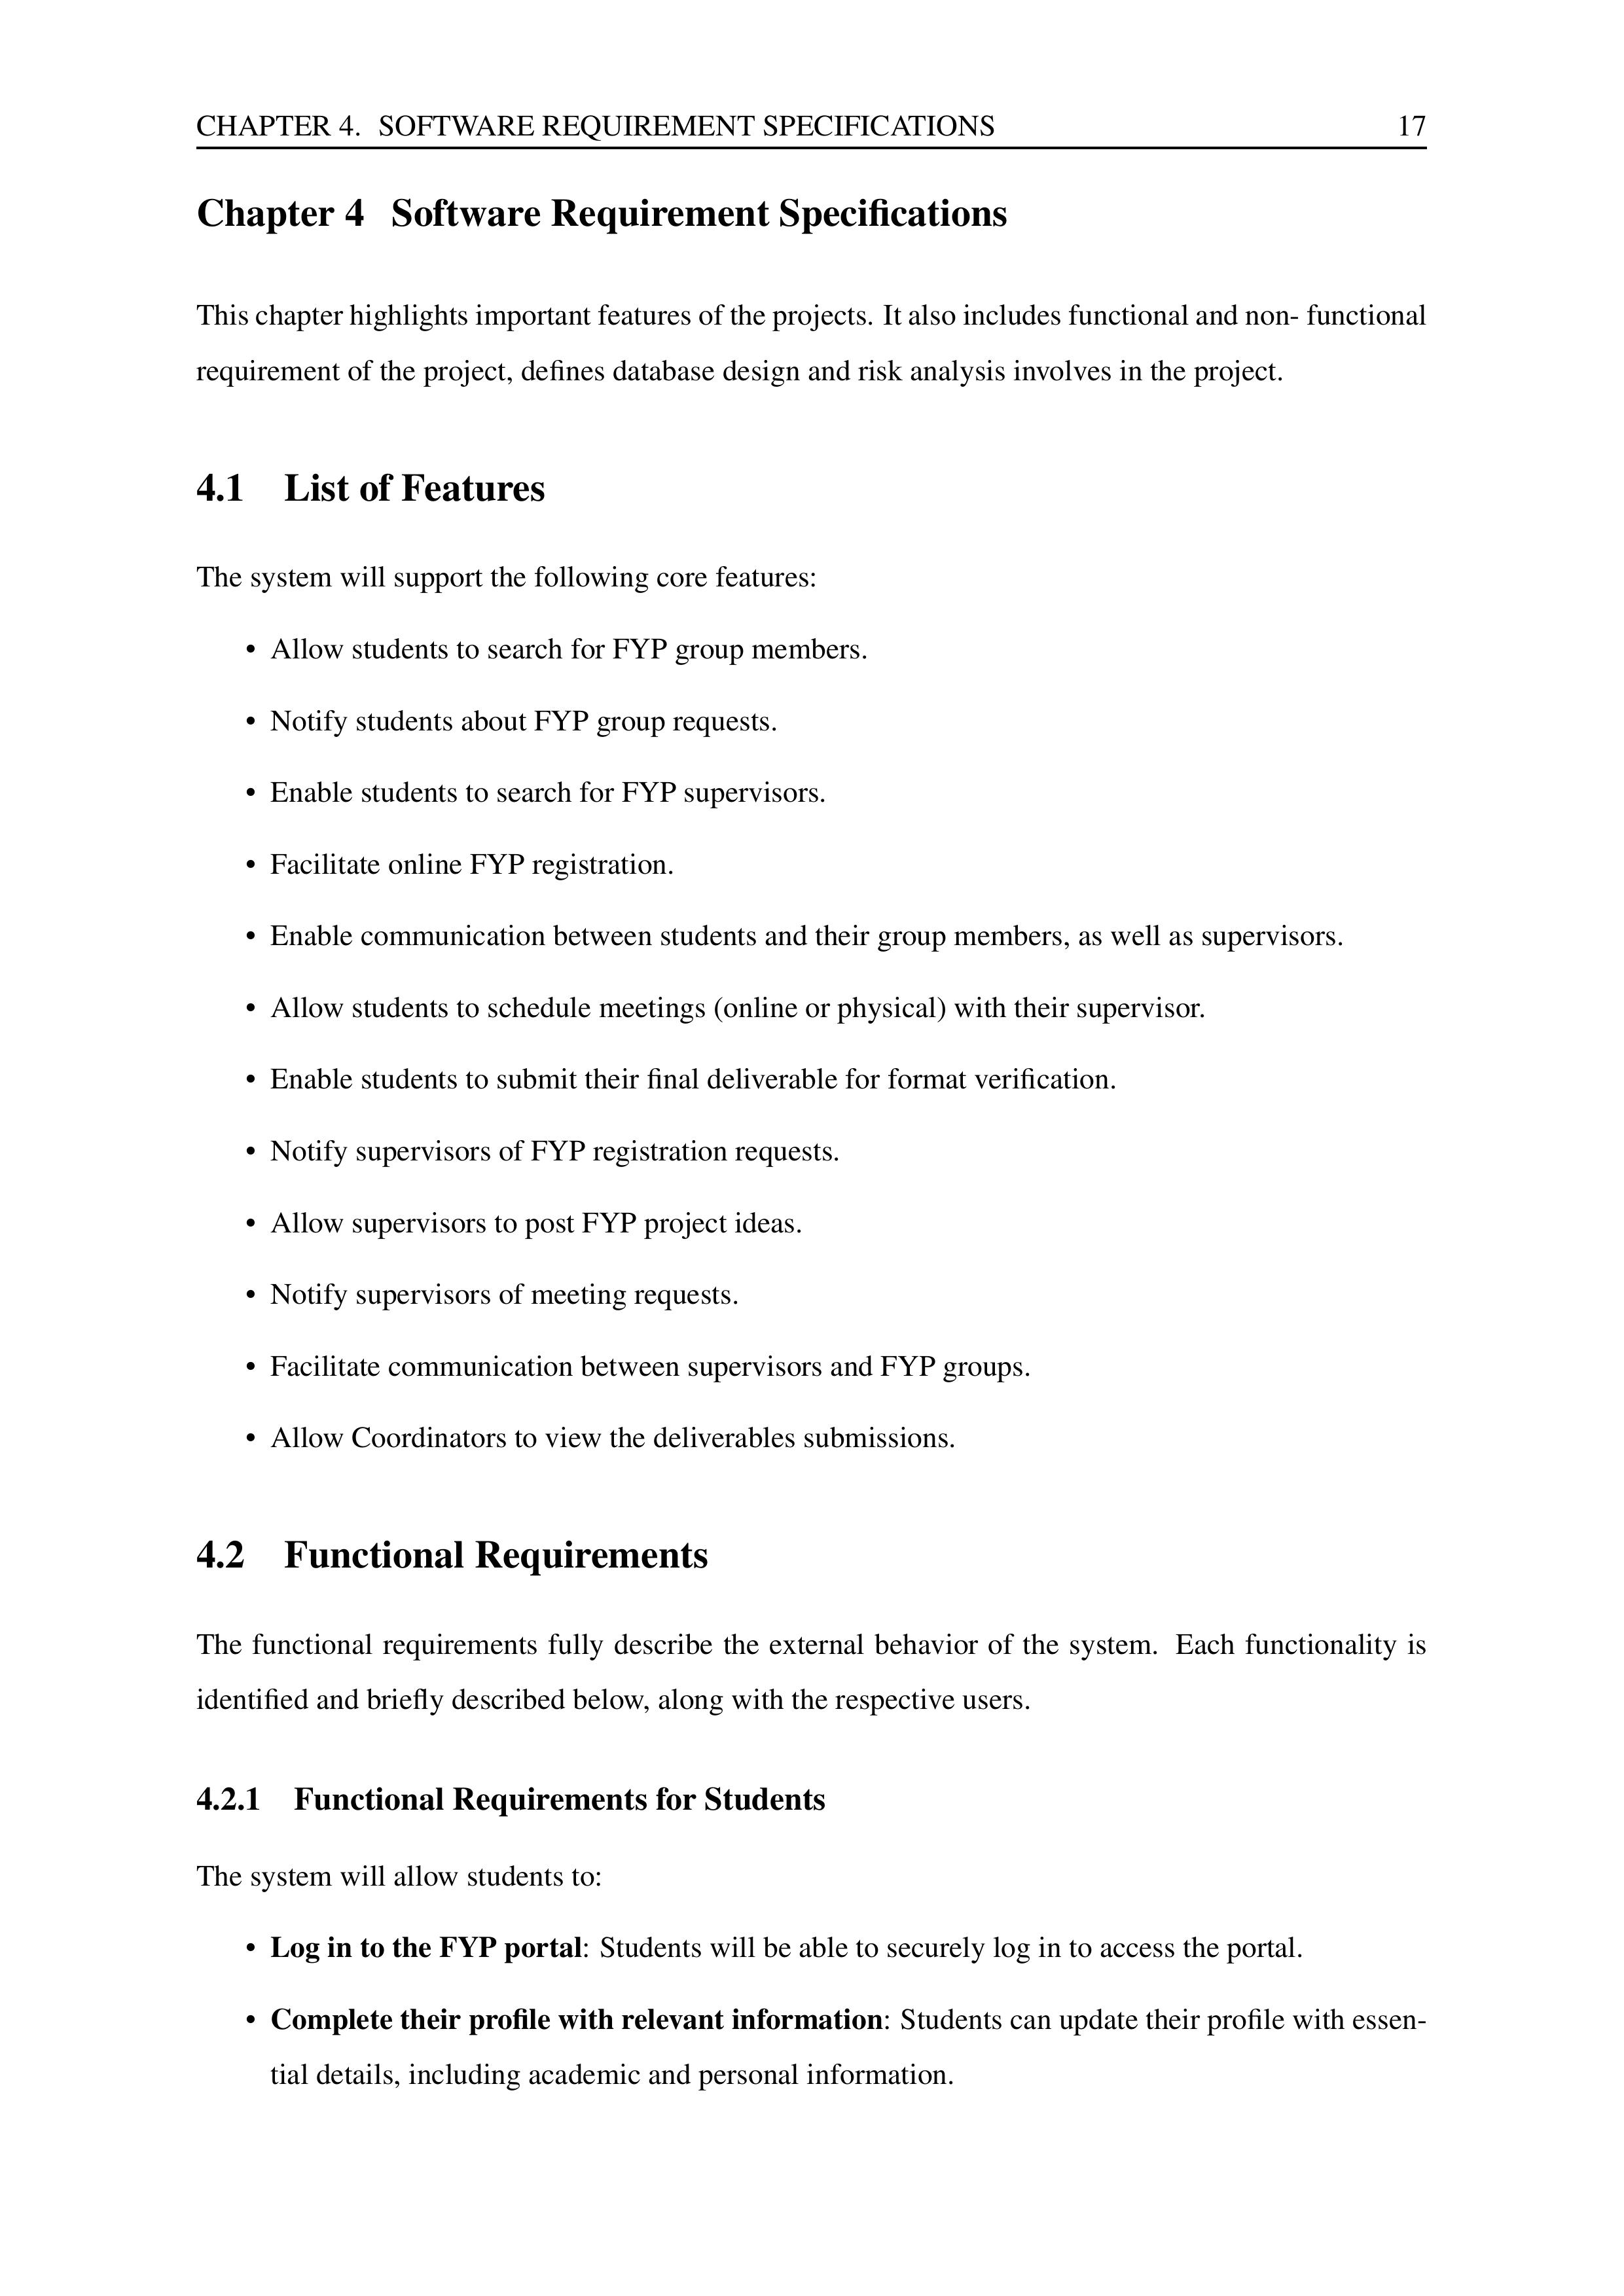 CHAPTER 4. SOFTWARE REQUIREMENT SPECIFICATIONS 17
Chapter 4 Software Requirement Specifications
This chapter highlights important features of the projects. It also includes functional and non- functional
requirement of the project, defines database design and risk analysis involves in the project.
4.1 List of Features
The system will support the following core features:
• Allow students to search for FYP group members.
• Notify students about FYP group requests.
• Enable students to search for FYP supervisors.
• Facilitate online FYP registration.
• Enable communication between students and their group members, as well as supervisors.
• Allow students to schedule meetings (online or physical) with their supervisor.
• Enable students to submit their final deliverable for format verification.
• Notify supervisors of FYP registration requests.
• Allow supervisors to post FYP project ideas.
• Notify supervisors of meeting requests.
• Facilitate communication between supervisors and FYP groups.
• Allow Coordinators to view the deliverables submissions.
4.2 Functional Requirements
The functional requirements fully describe the external behavior of the system. Each functionality is
identified and briefly described below, along with the respective users.
4.2.1 Functional Requirements for Students
The system will allow students to:
• Log in to the FYP portal: Students will be able to securely log in to access the portal.
• Complete their profile with relevant information: Students can update their profile with essen-
tial details, including academic and personal information.